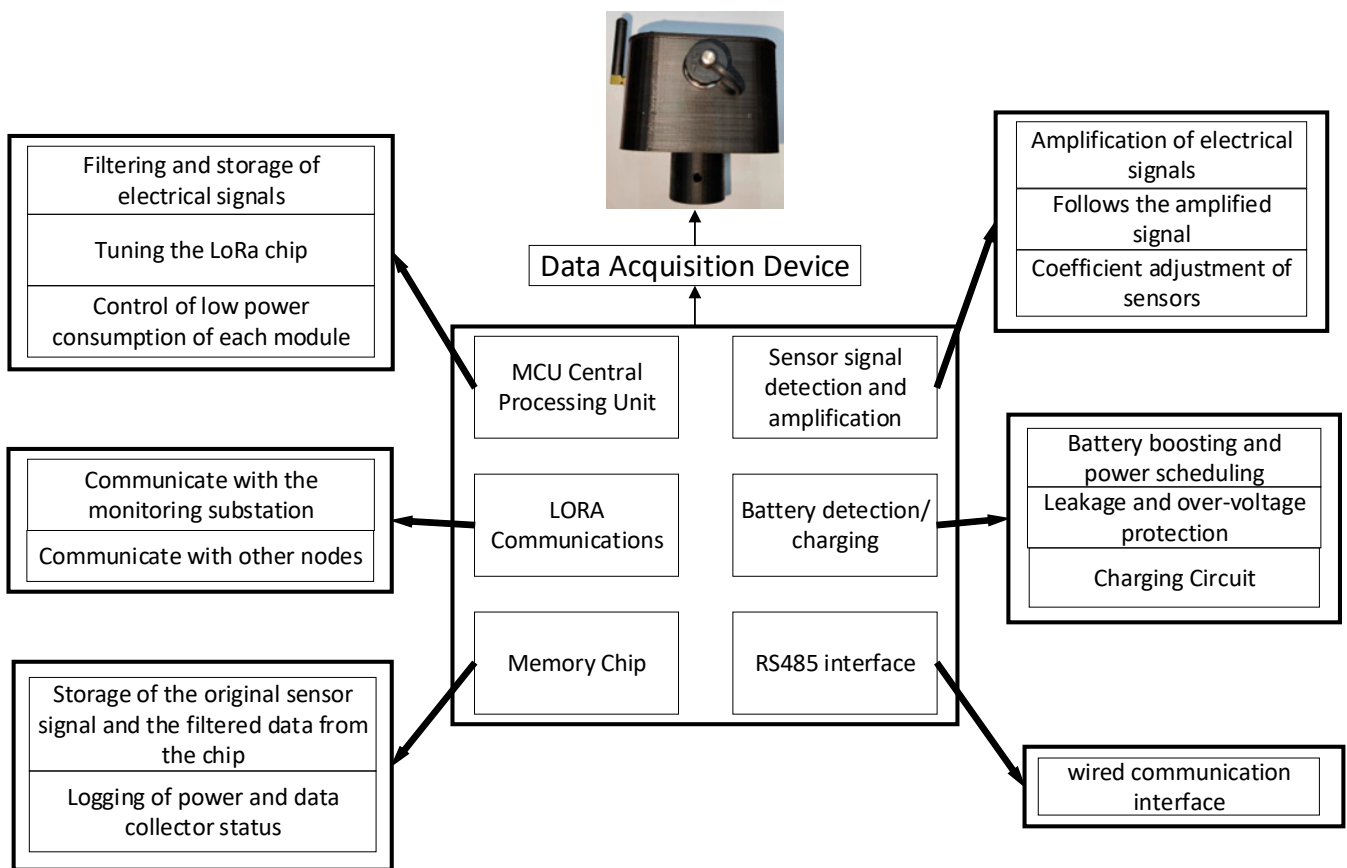 Filtering and storage of
electrical signals
Tuning the LoRa chip
Control of low power
consumption of each module
Communicate with the
monitoring substation
Communicate with other nodes
Storage of the original sensor
signal and the filtered data from
the chip
Logging of power and data
collector status
Data Acquisition Device
MCU Central
Processing Unit
Sensor signal
detection and
amplification
LORA
Communications
Battery detection/
charging
Memory Chip
RS485 interface
Amplification of electrical
signals
Follows the amplified
signal
Coefficient adjustment of
sensors
Battery boosting and
power scheduling
Leakage and over-voltage
protection
Charging Circuit
wired communication
interface